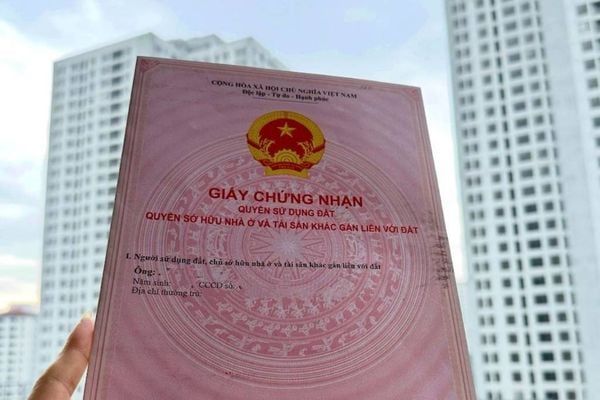 CỘNG HÒA XÃ HỘI CHỦ NGHĨA VIỆT NAM
Độc lập - Tự do - Hạnh phúc
GIẤY CHỨNG NHẬN
QUYỀN SỬ DỤNG ĐẤT
QUYỀN SỞ HỮU NHÀ Ở VÀ TÀI SẢN KHÁC GẮN LIỀN VỚI ĐẤT
I. Người sử dụng đất, chủ sở hữu nhà ở và tài sản khác gắn liền với đất
Ông:
Năm sinh: , CCCD số:
Địa chỉ thường trú: